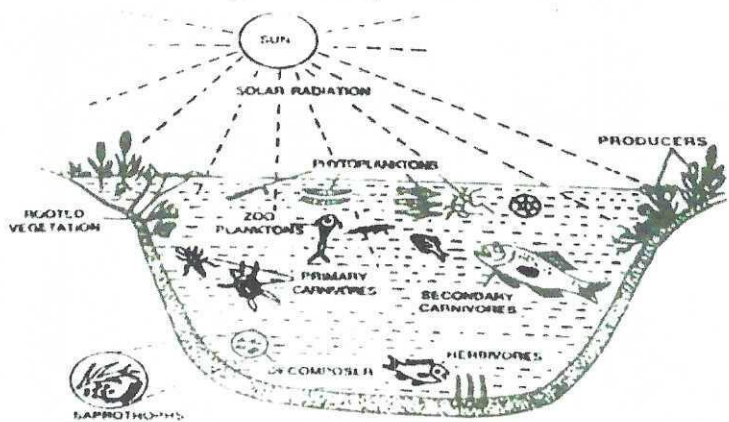 SUN
SOLAR RADIATION
PRODUCERS
PHYTOPLANKTONS
ROOTED
VEGETATION
ZOO
PLANKTONS
PRIMARY
CARNIVORES
SECONDARY
CARNIVORES
HERBIVORES
DECOMPOSER
SAPROTROPHS